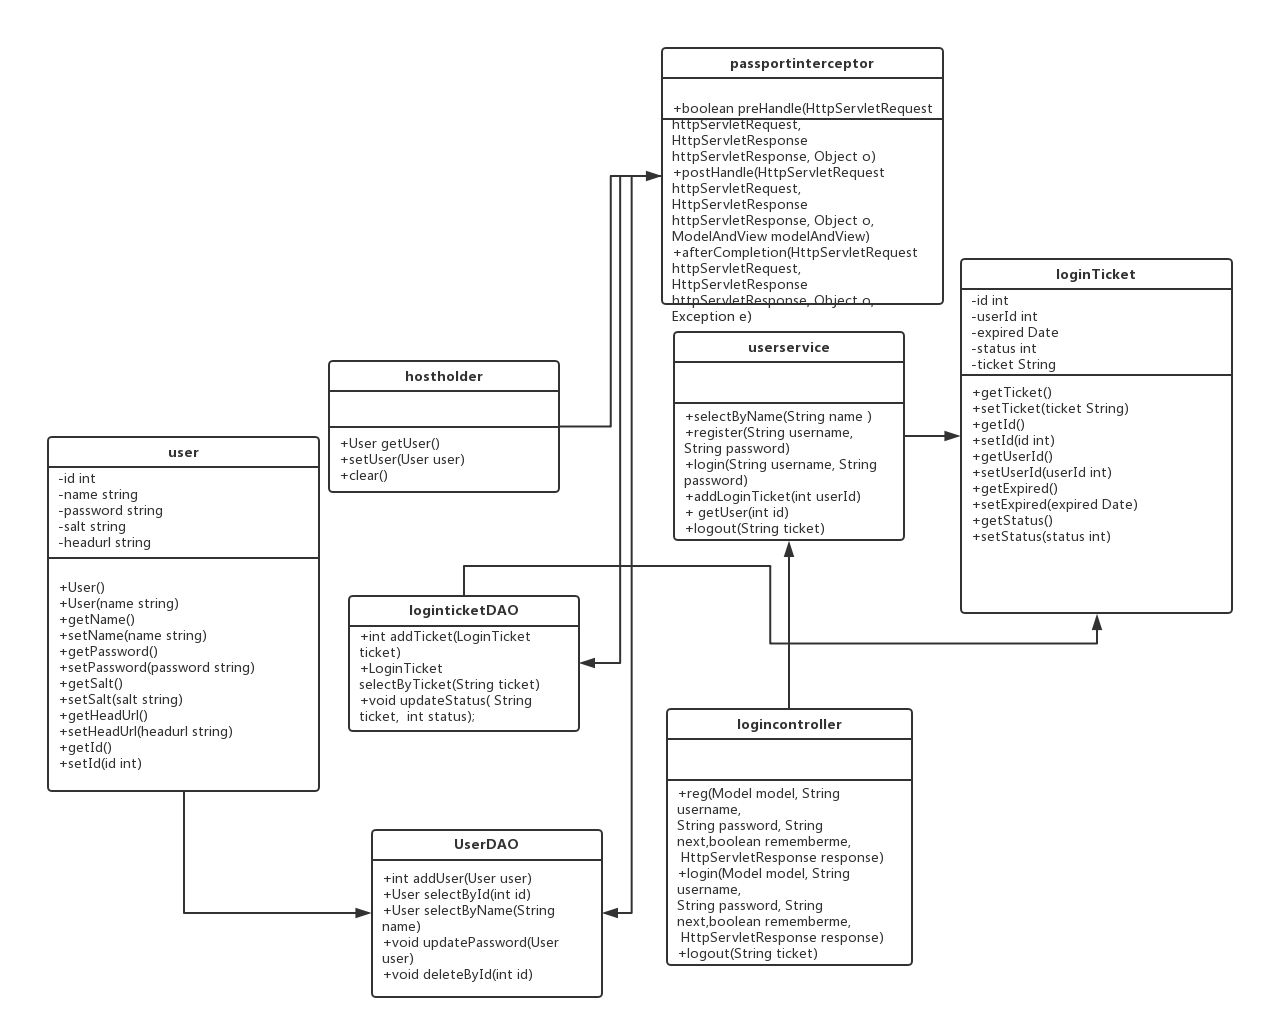 passportinterceptor
+boolean preHandle(HttpServletRequest
httpServletRequest,
HttpServletResponse
httpServletResponse, Object o)
+postHandle(HttpServletRequest
httpServletRequest,
HttpServletResponse
httpServletResponse, Object o,
ModelAndView modelAndView)
+afterCompletion(HttpServletRequest
httpServletRequest,
HttpServletResponse
httpServletResponse, Object o,
Exception e)
loginTicket
-id int
-userId int
-expired Date
-status int
-ticket String
+getTicket()
+setTicket(ticket String)
+getId()
+setId(id int)
+getUserId()
+setUserId(userId int)
+getExpired()
+setExpired(expired Date)
+getStatus()
+setStatus(status int)
userservice
+selectByName(String name )
+register(String username,
String password)
+login(String username, String
password)
+addLoginTicket(int userId)
+ getUser(int id)
+logout(String ticket)
hostholder
+User getUser()
+setUser(User user)
+clear()
user
-id int
-name string
-password string
-salt string
-headurl string
+User()
+User(name string)
+getName()
+setName(name string)
+getPassword()
+setPassword(password string)
+getSalt()
+setSalt(salt string)
+getHeadUrl()
+setHeadUrl(headurl string)
+getId()
+setId(id int)
loginticketDAO
+int addTicket(LoginTicket
ticket)
+LoginTicket
selectByTicket(String ticket)
+void updateStatus( String
ticket,  int status);
logincontroller
+reg(Model model, String
username,
String password, String
next,boolean rememberme,
HttpServletResponse response)
+login(Model model, String
username,
String password, String
next,boolean rememberme,
HttpServletResponse response)
+logout(String ticket)
UserDAO
+int addUser(User user)
+User selectById(int id)
+User selectByName(String
name)
+void updatePassword(User
user)
+void deleteById(int id)